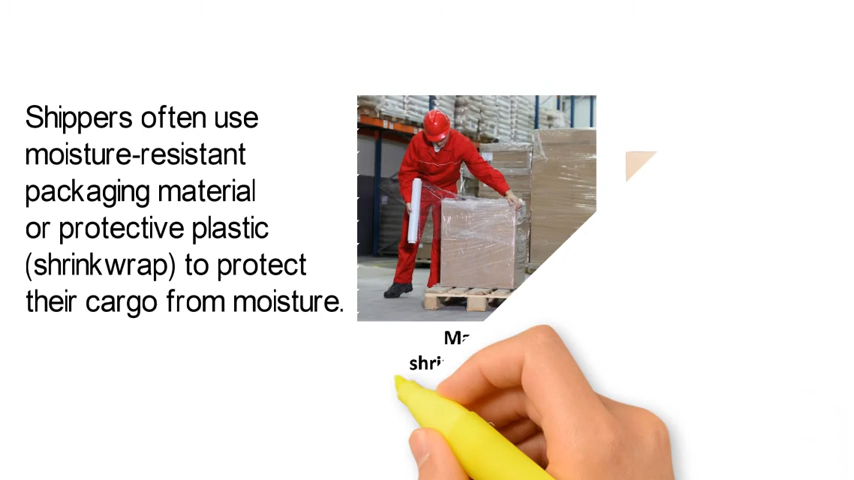 Shippers often use
moisture-resistant
packaging material
or protective plastic
(shrinkwrap) to protect
their cargo from moisture.